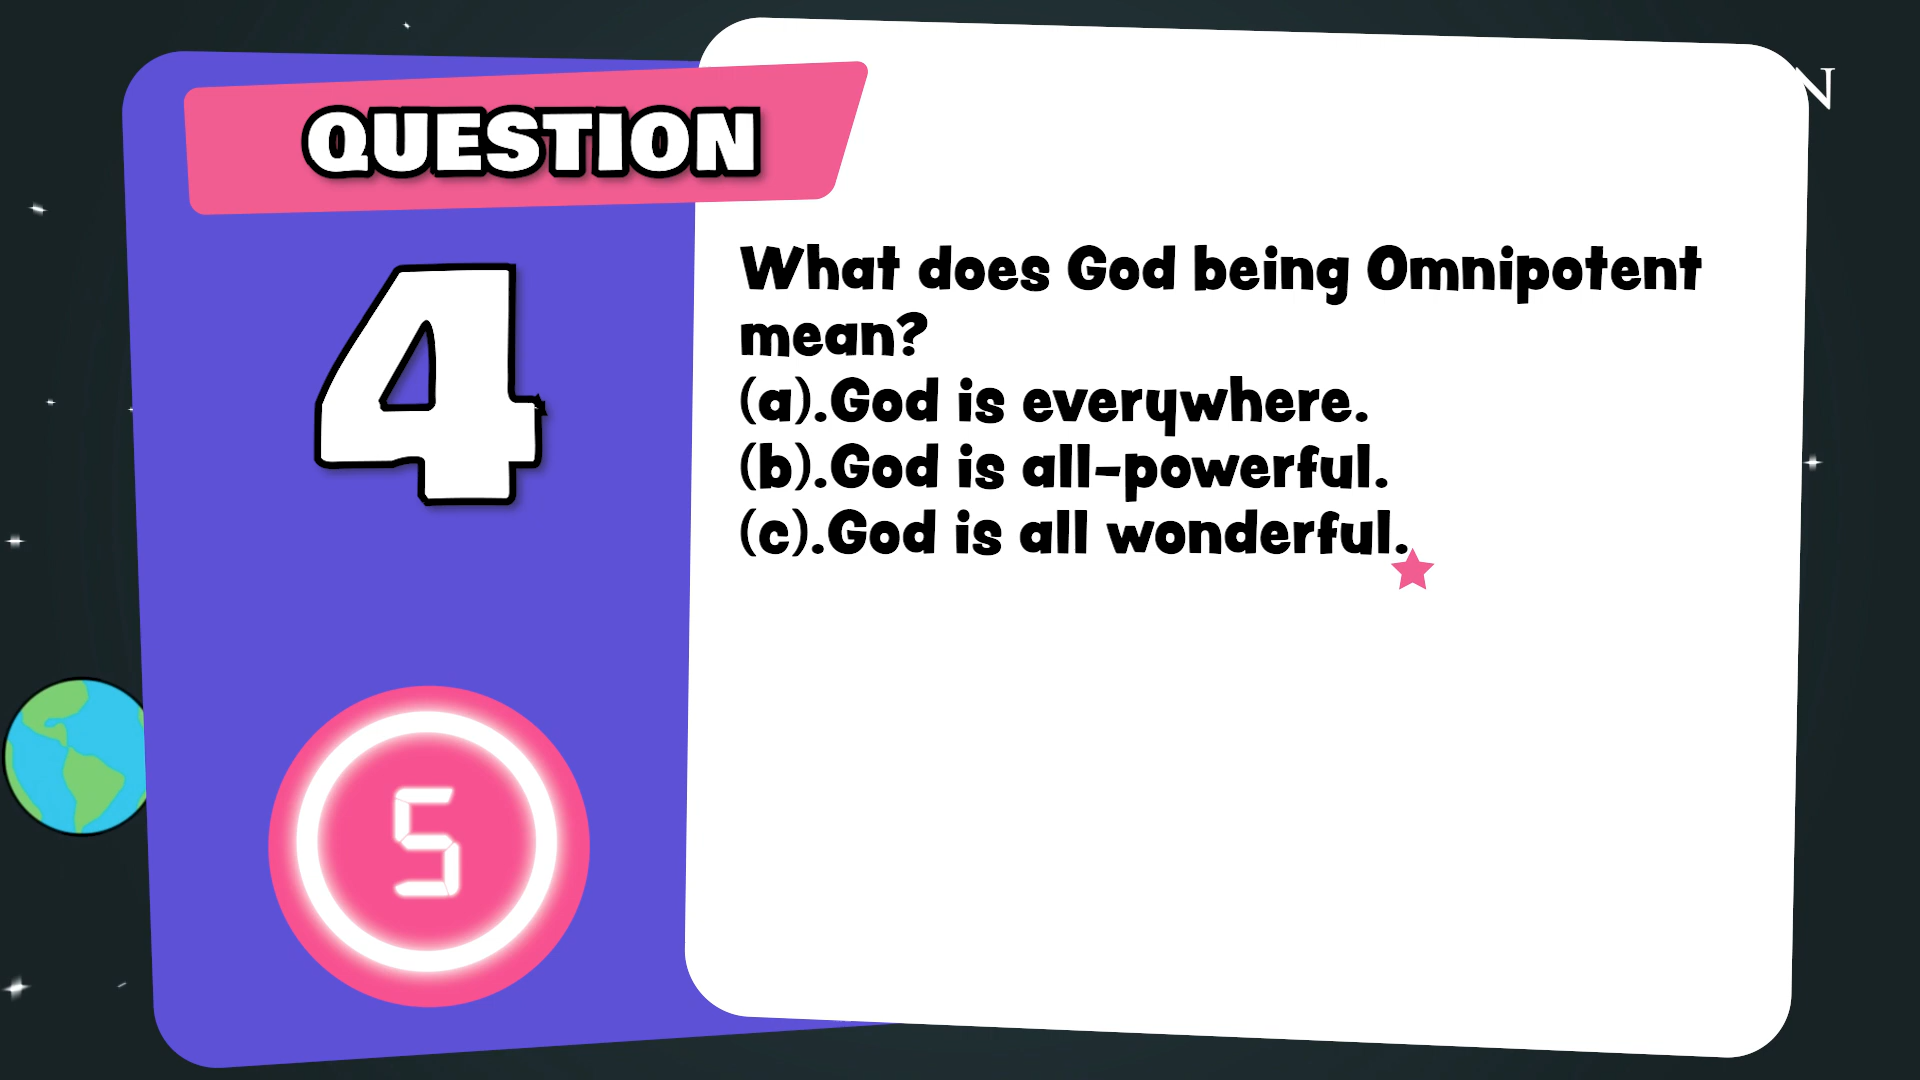 QUESTION
4
What does God being Omnipotent
mean?
(a).God is everywhere.
(b).God is all-powerful.
(c).God is all wonderful.
5
N